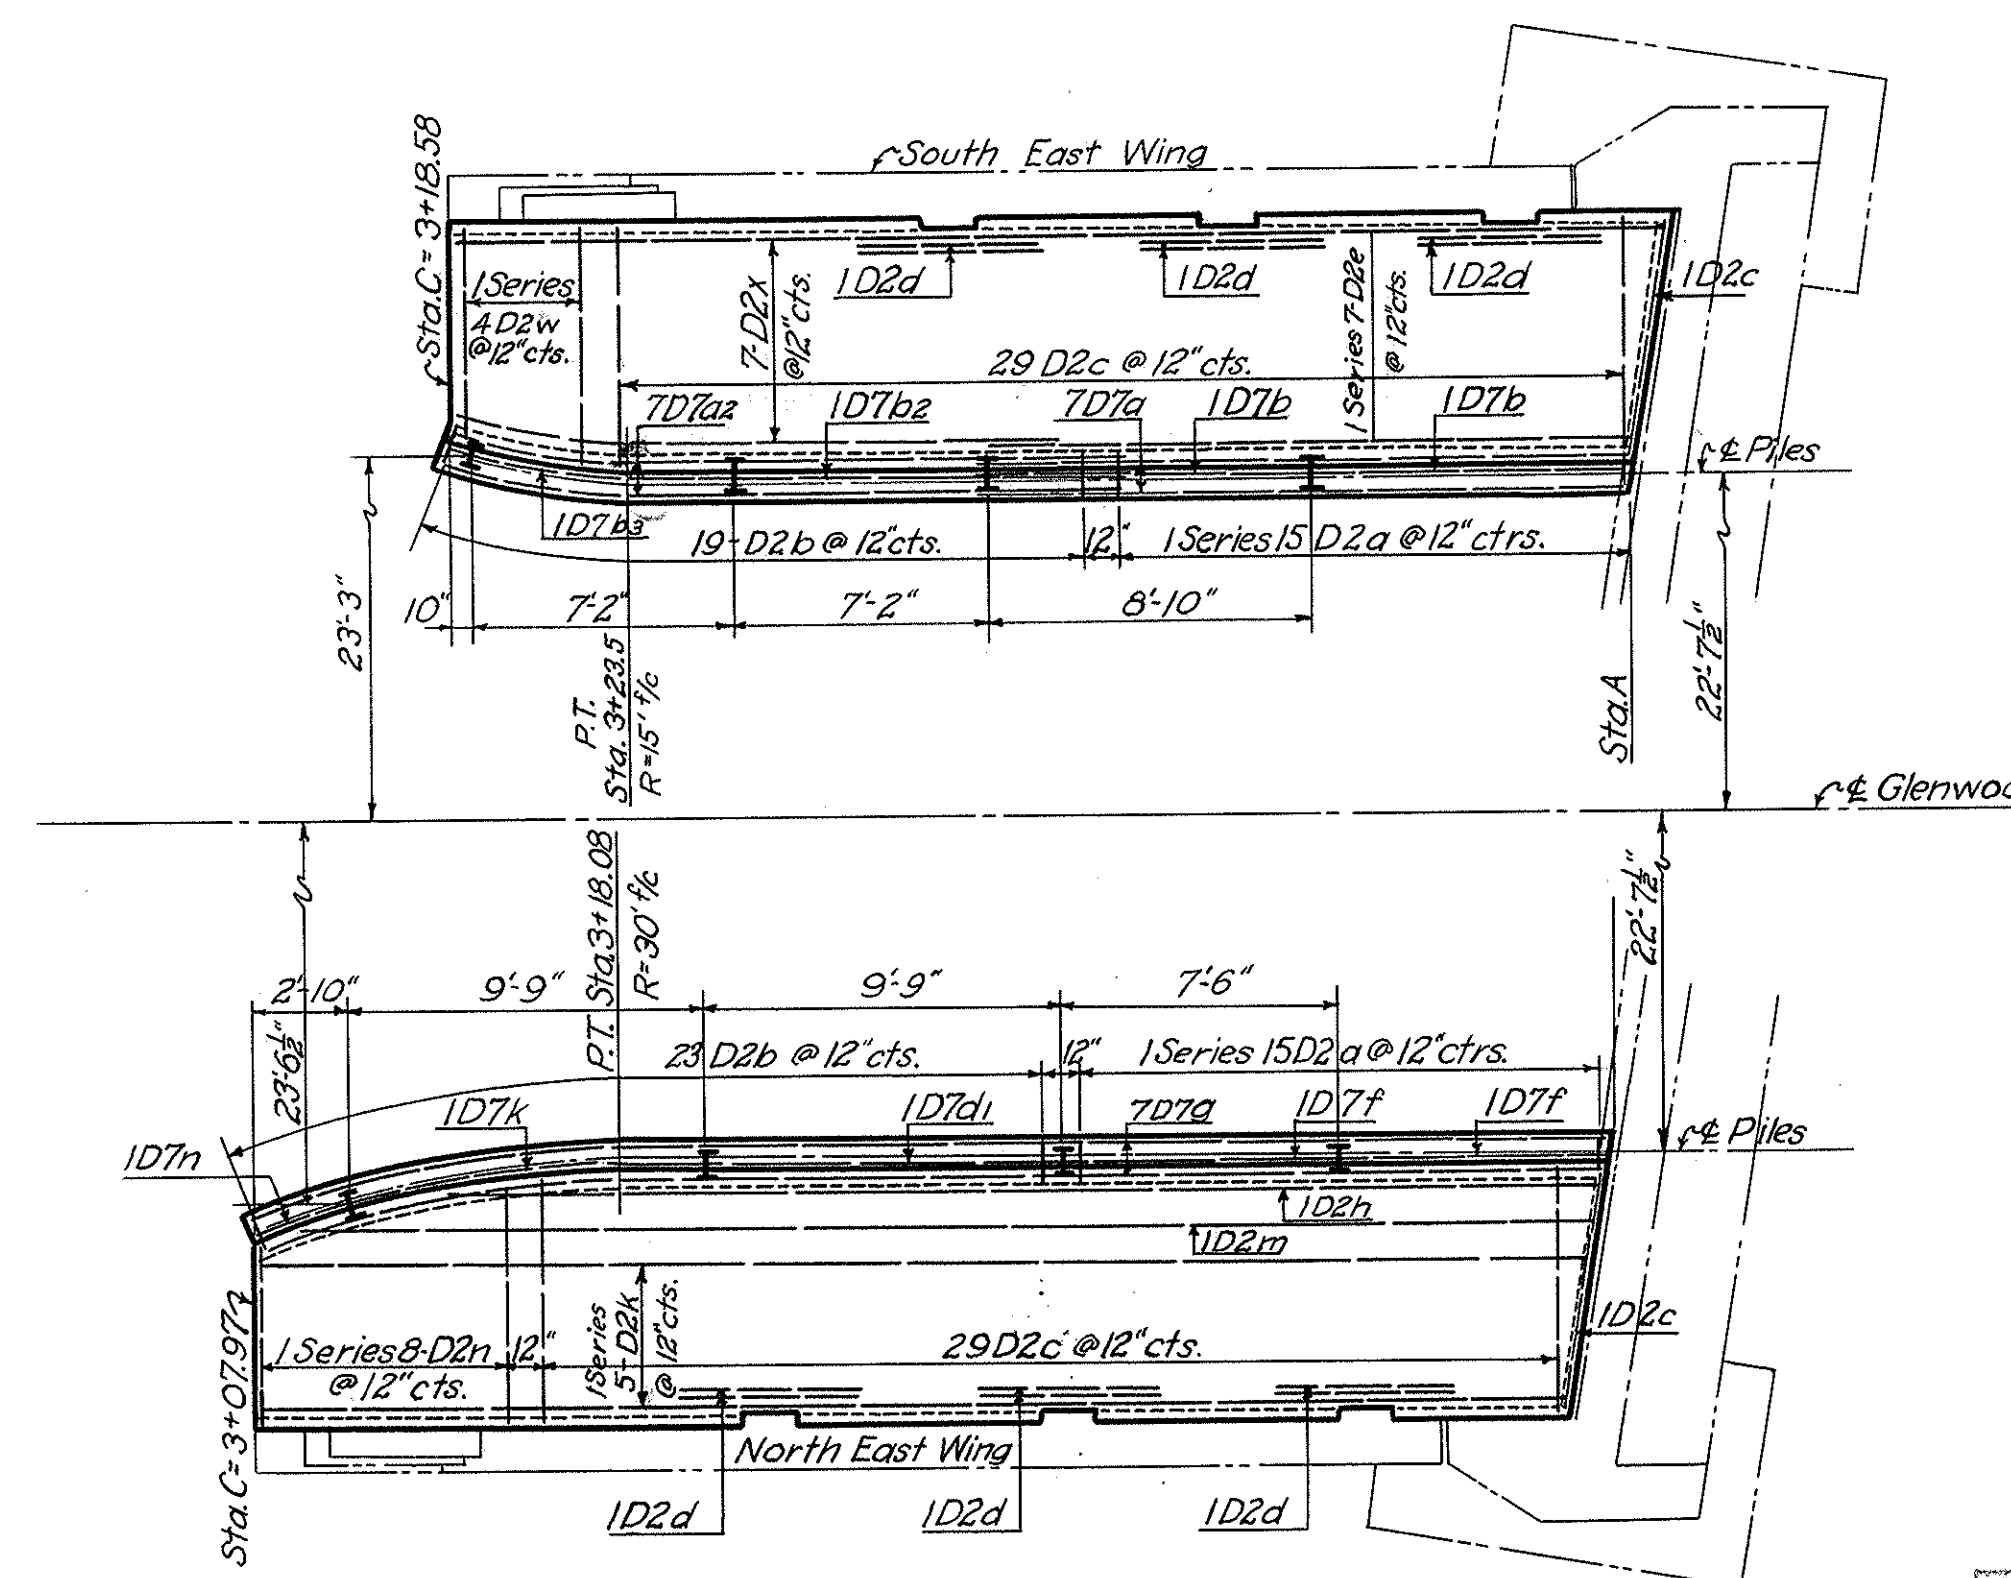 South East Wing
Sta.C = 3+18.58
1 Series
4 D2w
@12"cts.
7-D2x
@12"cts.
1D2d
1D2d
1D2d
1D2c
1 Series 7-D2e
@ 12"cts.
29 D2c @ 12"cts.
7D7a2
1D7b2
7D7a
1D7b
1D7b
℄ Piles
1D7b3
19-D2b @ 12"cts.
12"
1 Series 15 D2a @ 12"ctrs.
10"
7'-2"
7'-2"
8'-10"
23'-3"
P.T.
Sta. 3+23.5
R=15' f/c
Sta.A
22'-7½"
℄ Glenwoo
P.T. Sta.3+18.08
R=30' f/c
22'-7½"
2'-10"
9'-9"
9'-9"
7'-6"
23'-6½"
23 D2b @ 12"cts.
12"
1 Series 15D2a @ 12"ctrs.
1D7n
1D7k
1D7d1
7D7g
1D7f
1D7f
℄ Piles
1D2h
1D2m
1D2c
Sta.C = 3+07.97
1 Series 8-D2n
@ 12"cts.
12"
1 Series
5-D2k
@ 12"cts.
29D2c @12"cts.
North East Wing
1D2d
1D2d
1D2d